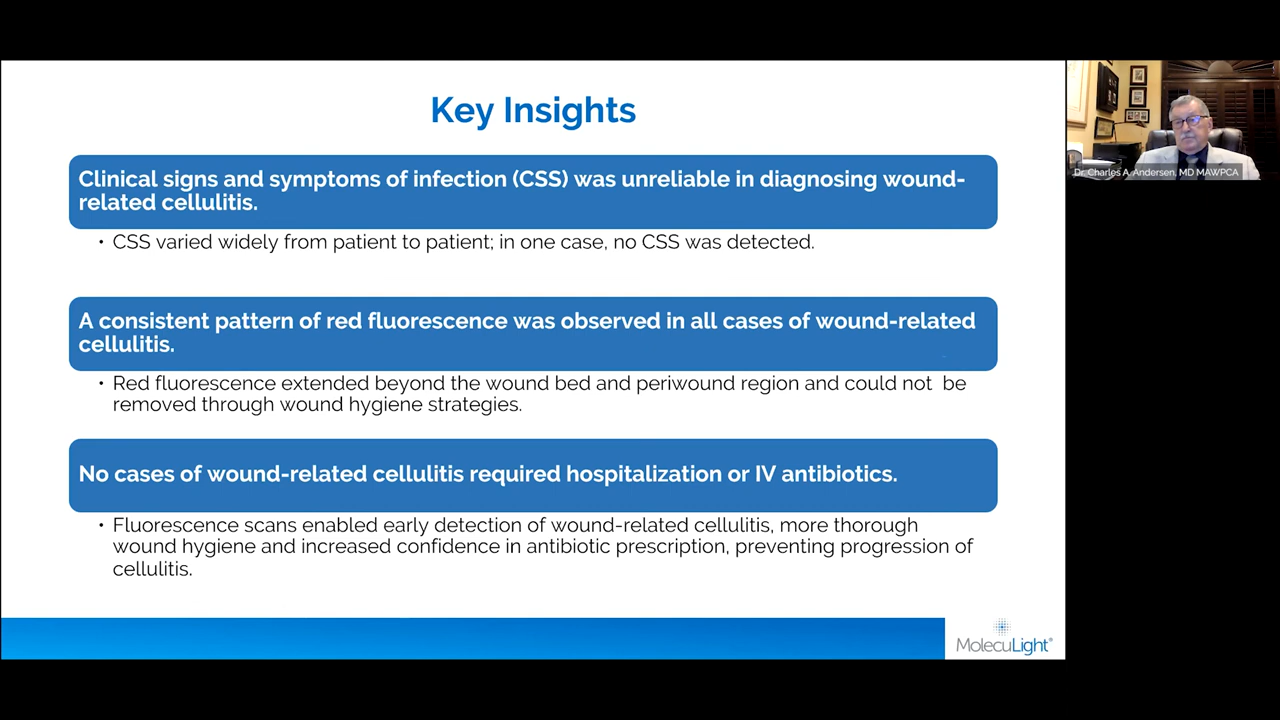 Key Insights
Clinical signs and symptoms of infection (CSS) was unreliable in diagnosing wound-
related cellulitis.
• CSS varied widely from patient to patient; in one case, no CSS was detected.
A consistent pattern of red fluorescence was observed in all cases of wound-related
cellulitis.
• Red fluorescence extended beyond the wound bed and periwound region and could not be
removed through wound hygiene strategies.
No cases of wound-related cellulitis required hospitalization or IV antibiotics.
• Fluorescence scans enabled early detection of wound-related cellulitis, more thorough
wound hygiene and increased confidence in antibiotic prescription, preventing progression of
cellulitis.
MolecuLight®
Dr. Charles A. Andersen, MD MAWPCA